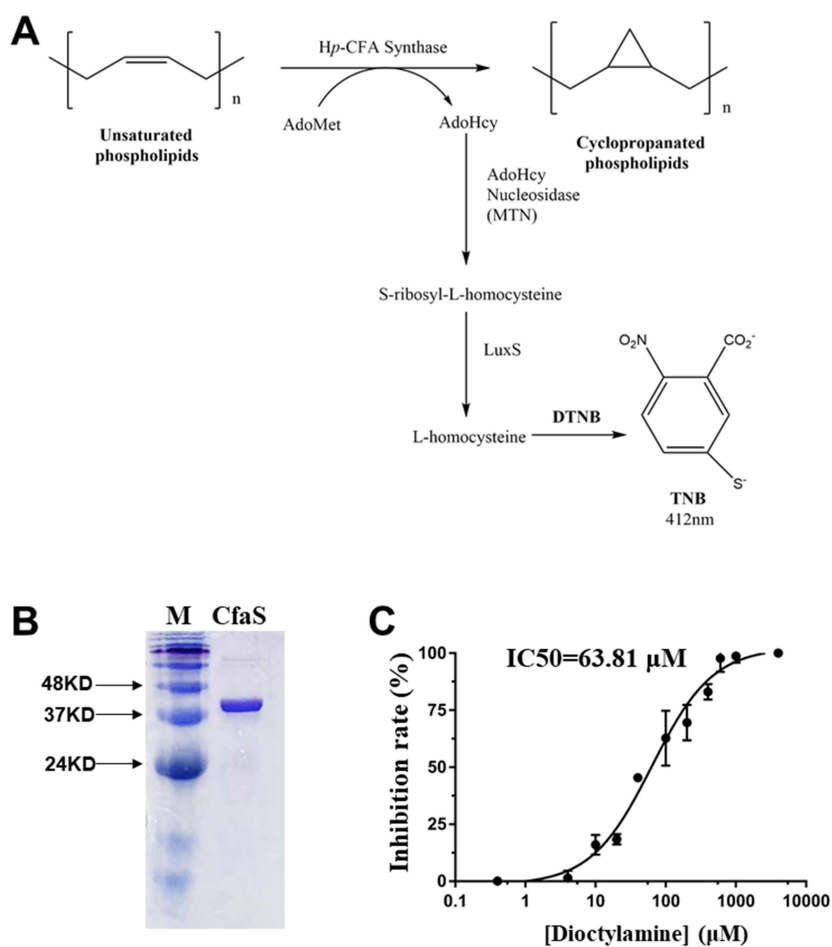 A
Hp-CFA Synthase
n
n
AdoMet
AdoHcy
Unsaturated
phospholipids
Cyclopropanated
phospholipids
AdoHcy
Nucleosidase
(MTN)
S-ribosyl-L-homocysteine
LuxS
O₂N
CO₂⁻
L-homocysteine
DTNB
S⁻
TNB
412nm
B
M CfaS
48KD
37KD
24KD
C
IC50=63.81 μM
Inhibition rate (%)
100
75
50
25
0
0.1 1 10 100 1000 10000
[Dioctylamine] (μM)